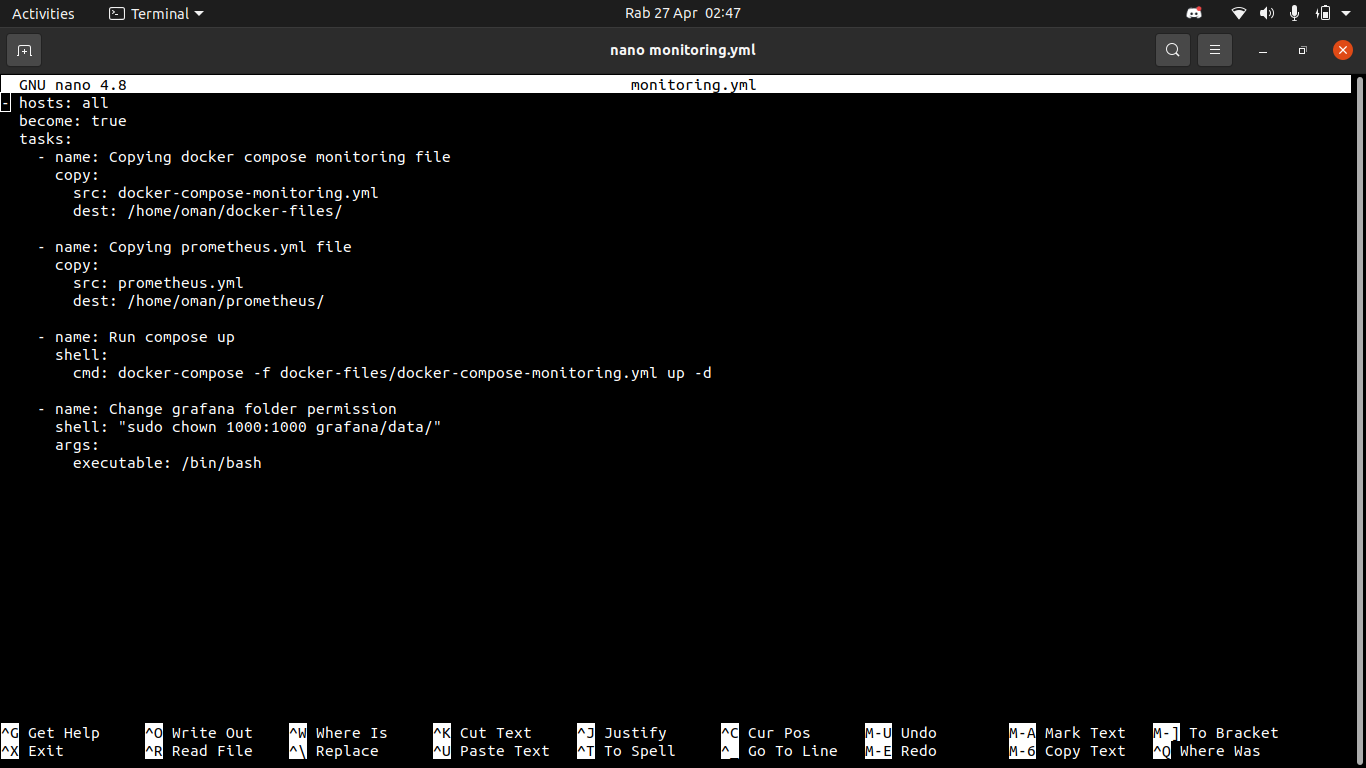 Activities Terminal Rab 27 Apr 02:47
nano monitoring.yml
GNU nano 4.8 monitoring.yml
- hosts: all
  become: true
  tasks:
    - name: Copying docker compose monitoring file
      copy:
        src: docker-compose-monitoring.yml
        dest: /home/oman/docker-files/

    - name: Copying prometheus.yml file
      copy:
        src: prometheus.yml
        dest: /home/oman/prometheus/

    - name: Run compose up
      shell:
        cmd: docker-compose -f docker-files/docker-compose-monitoring.yml up -d

    - name: Change grafana folder permission
      shell: "sudo chown 1000:1000 grafana/data/"
      args:
        executable: /bin/bash

^G Get Help ^O Write Out ^W Where Is ^K Cut Text ^J Justify ^C Cur Pos M-U Undo M-A Mark Text M-] To Bracket
^X Exit ^R Read File ^\ Replace ^U Paste Text ^T To Spell ^_ Go To Line M-E Redo M-6 Copy Text ^Q Where Was